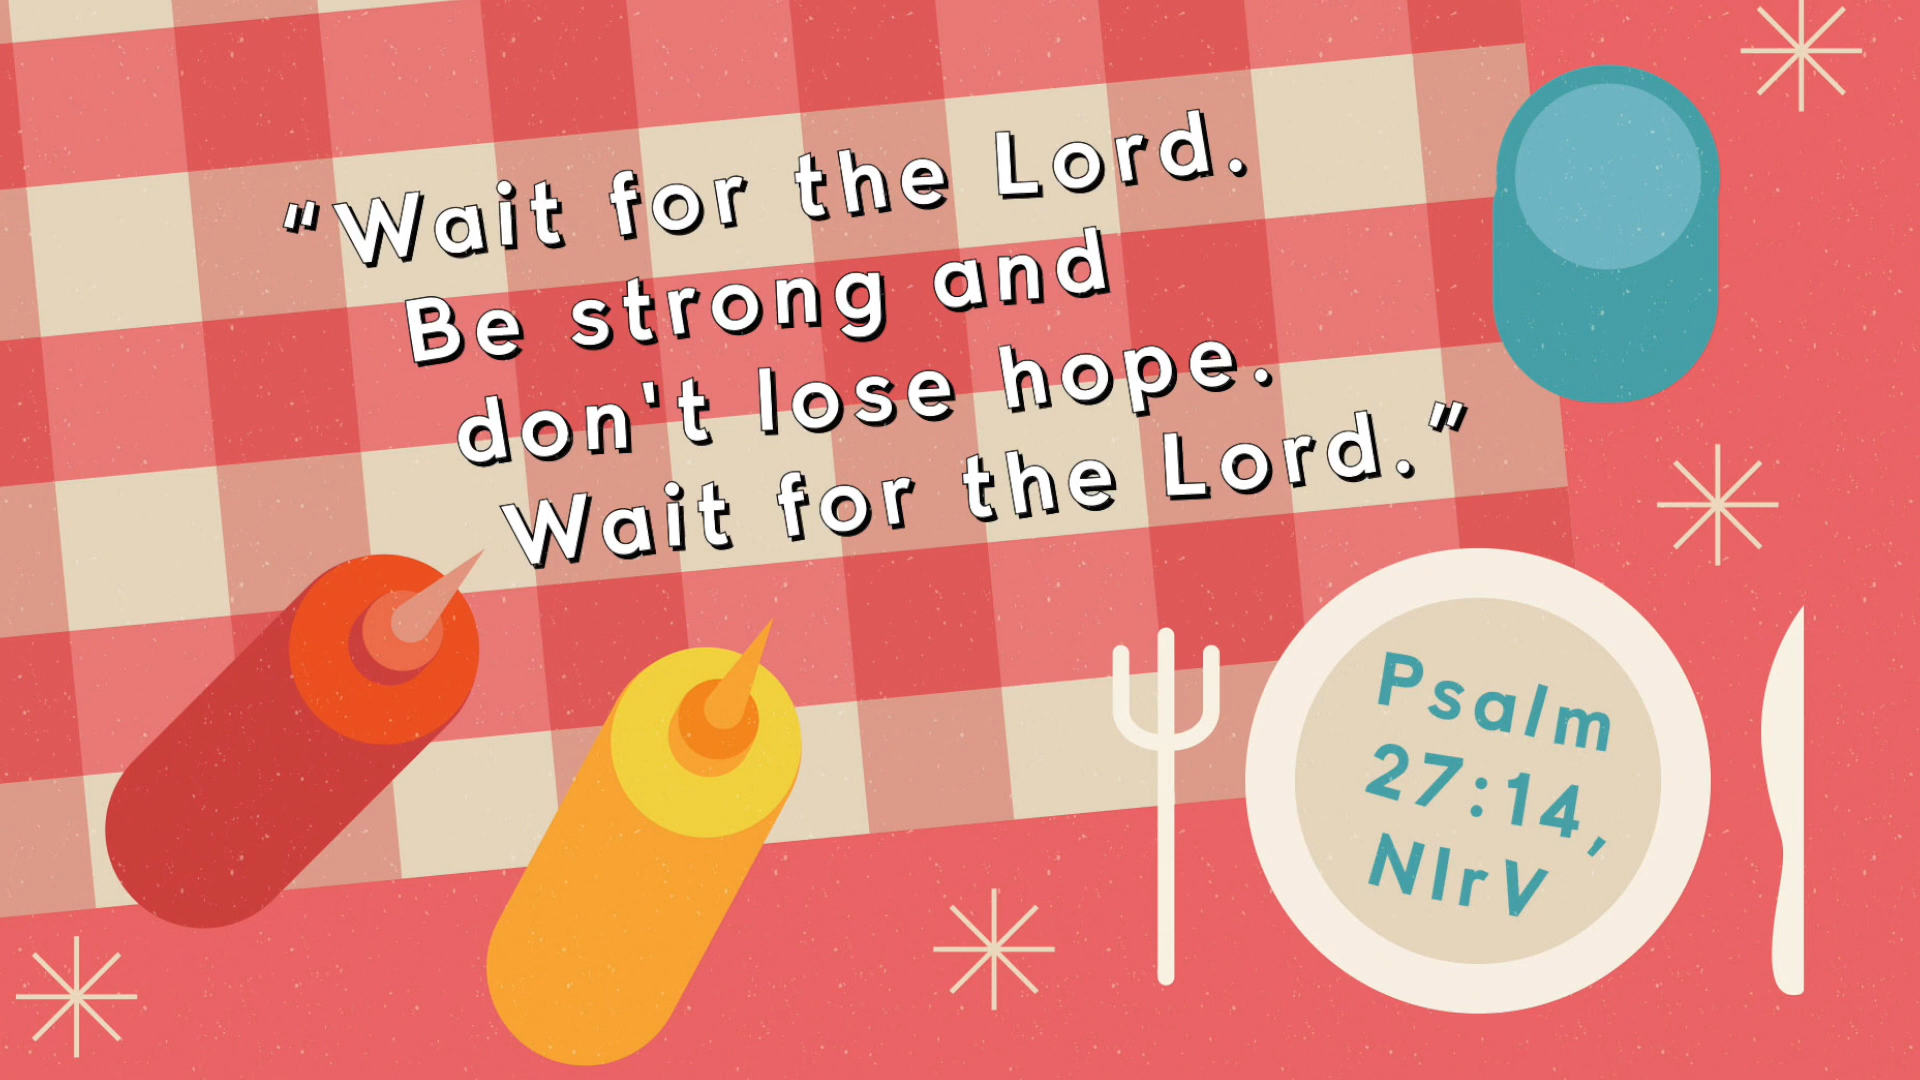 "Wait for the Lord.
Be strong and
don't lose hope.
Wait for the Lord."
Psalm
27:14,
NIrV